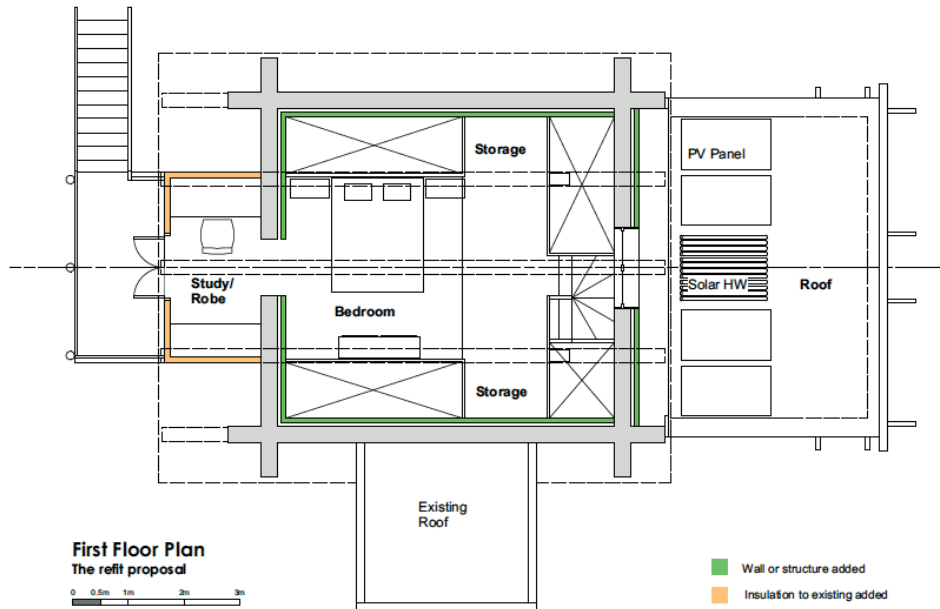 Storage
PV Panel
Study/
Robe
Solar HW
Roof
Bedroom
Storage
Existing
Roof
First Floor Plan
The refit proposal
0 0.5m 1m 2m 3m
Wall or structure added
Insulation to existing added